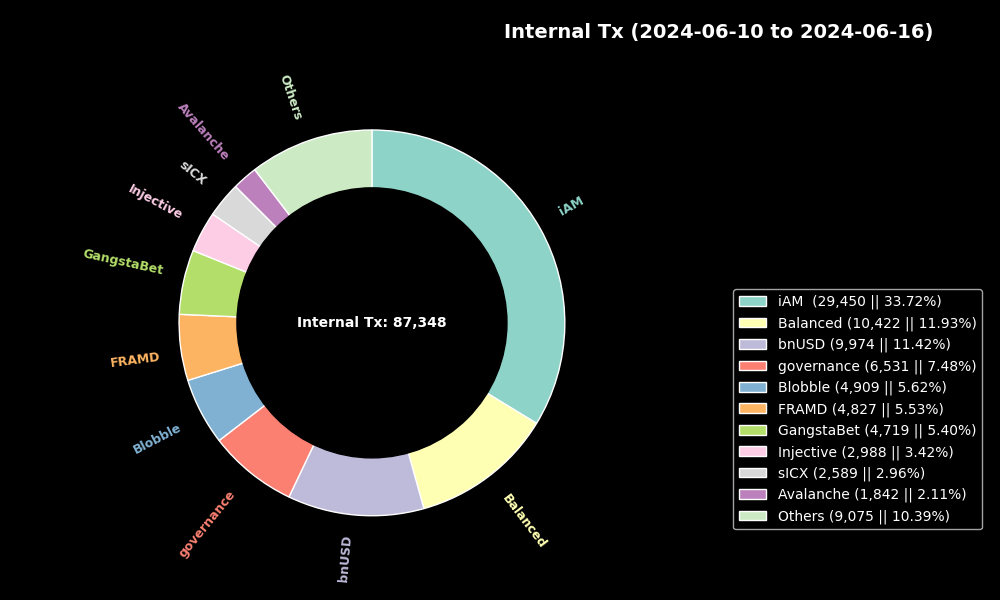 Internal Tx (2024-06-10 to 2024-06-16)
Others
Avalanche
sICX
Injective
GangstaBet
FRAMD
Blobble
governance
bnUSD
Balanced
iAM
Internal Tx: 87,348
iAM  (29,450 || 33.72%)
Balanced (10,422 || 11.93%)
bnUSD (9,974 || 11.42%)
governance (6,531 || 7.48%)
Blobble (4,909 || 5.62%)
FRAMD (4,827 || 5.53%)
GangstaBet (4,719 || 5.40%)
Injective (2,988 || 3.42%)
sICX (2,589 || 2.96%)
Avalanche (1,842 || 2.11%)
Others (9,075 || 10.39%)